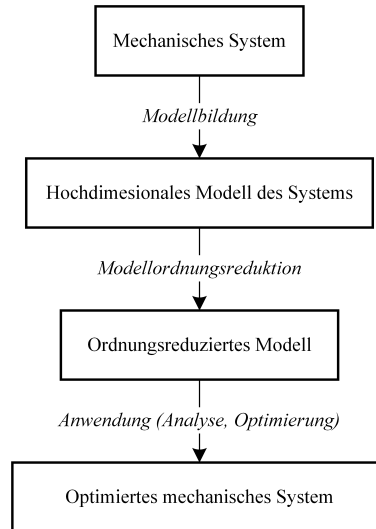 Mechanisches System
Modellbildung
Hochdimesionales Modell des Systems
Modellordnungsreduktion
Ordnungsreduziertes Modell
Anwendung (Analyse, Optimierung)
Optimiertes mechanisches System